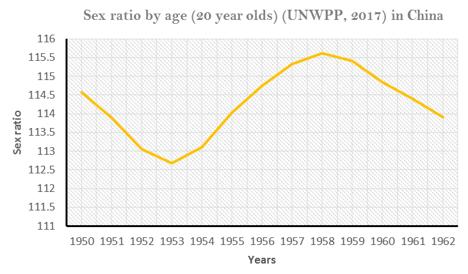 Sex ratio by age (20 year olds) (UNWPP, 2017) in China
116
115.5
115
114.5
114
113.5
113
112.5
112
111.5
111
Sex ratio
1950 1951 1952 1953 1954 1955 1956 1957 1958 1959 1960 1961 1962
Years